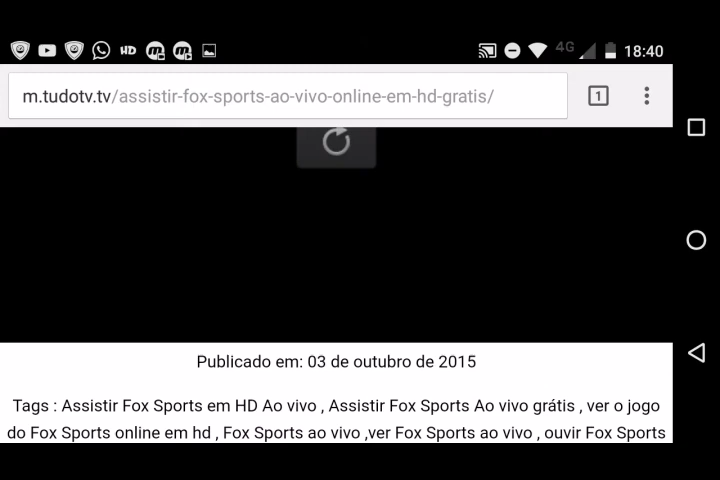 HD 4G 18:40
m.tudotv.tv/assistir-fox-sports-ao-vivo-online-em-hd-gratis/ 1
Publicado em: 03 de outubro de 2015
Tags : Assistir Fox Sports em HD Ao vivo , Assistir Fox Sports Ao vivo grátis , ver o jogo
do Fox Sports online em hd , Fox Sports ao vivo ,ver Fox Sports ao vivo , ouvir Fox Sports